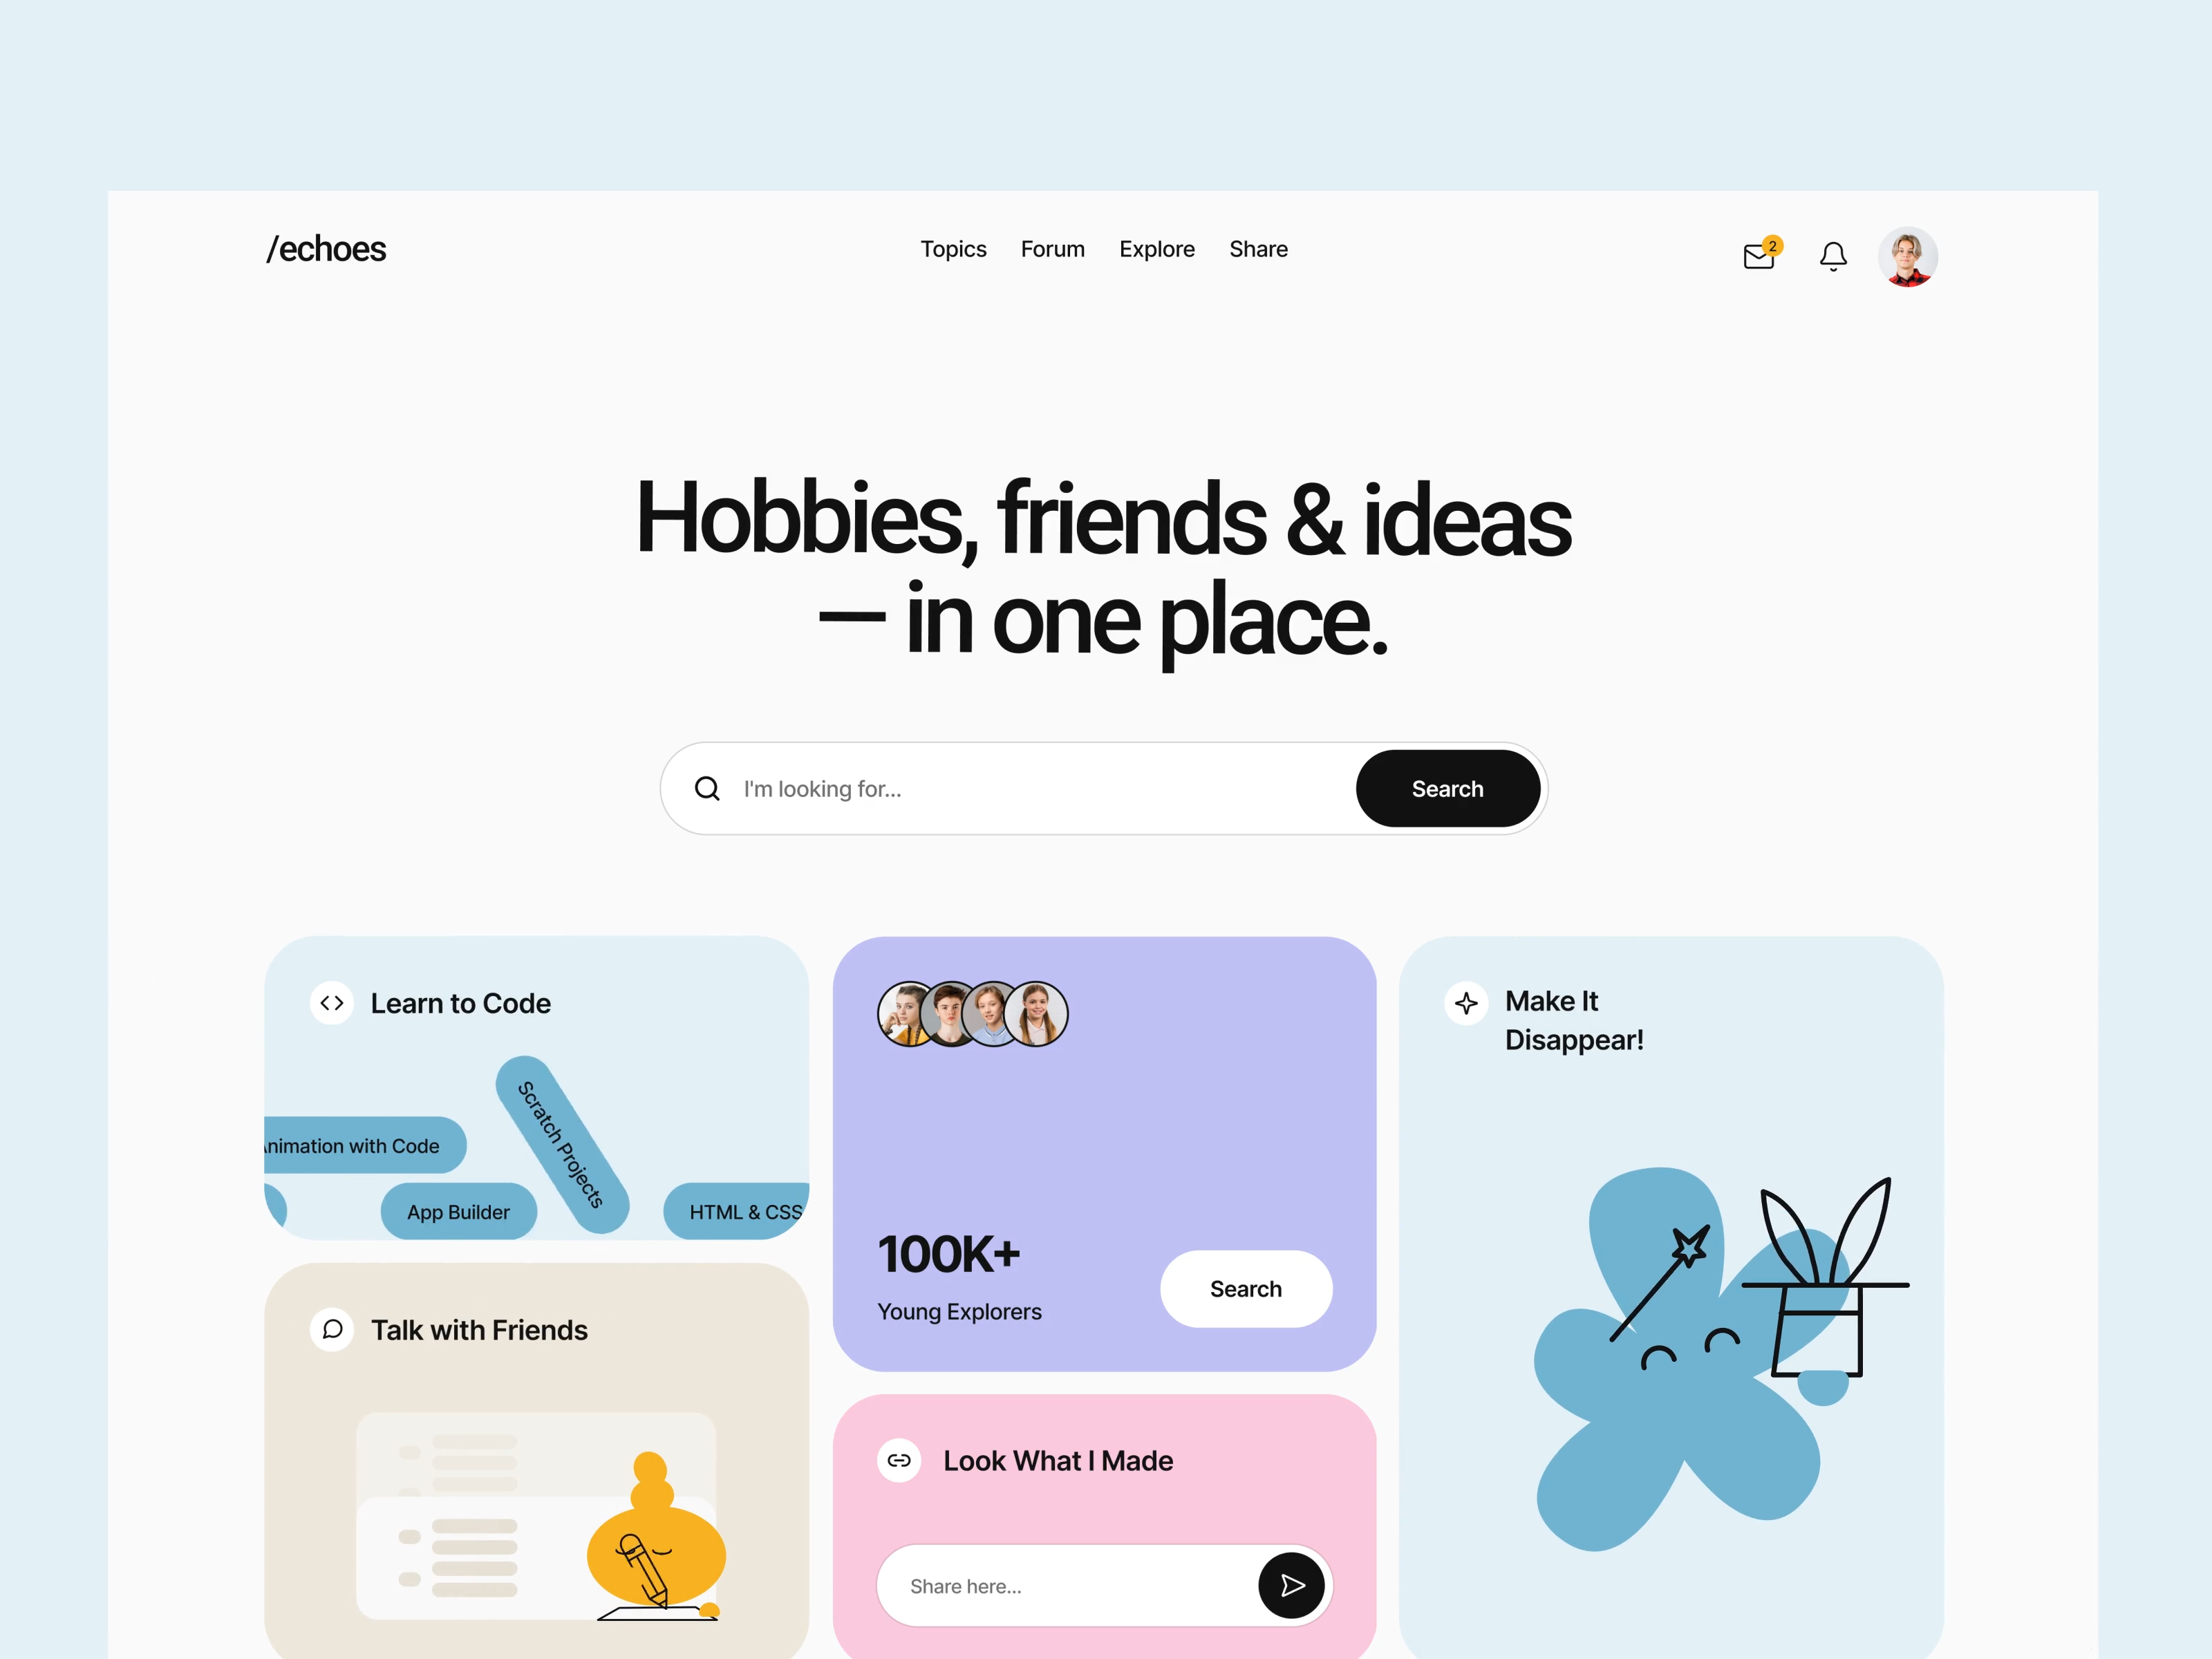 /echoes
Topics
Forum
Explore
Share
2
Hobbies, friends & ideas
— in one place.
I'm looking for...
Search
Learn to Code
Scratch Projects
nimation with Code
App Builder
HTML & CSS
Talk with Friends
100K+
Young Explorers
Search
Look What I Made
Share here...
Make It
Disappear!